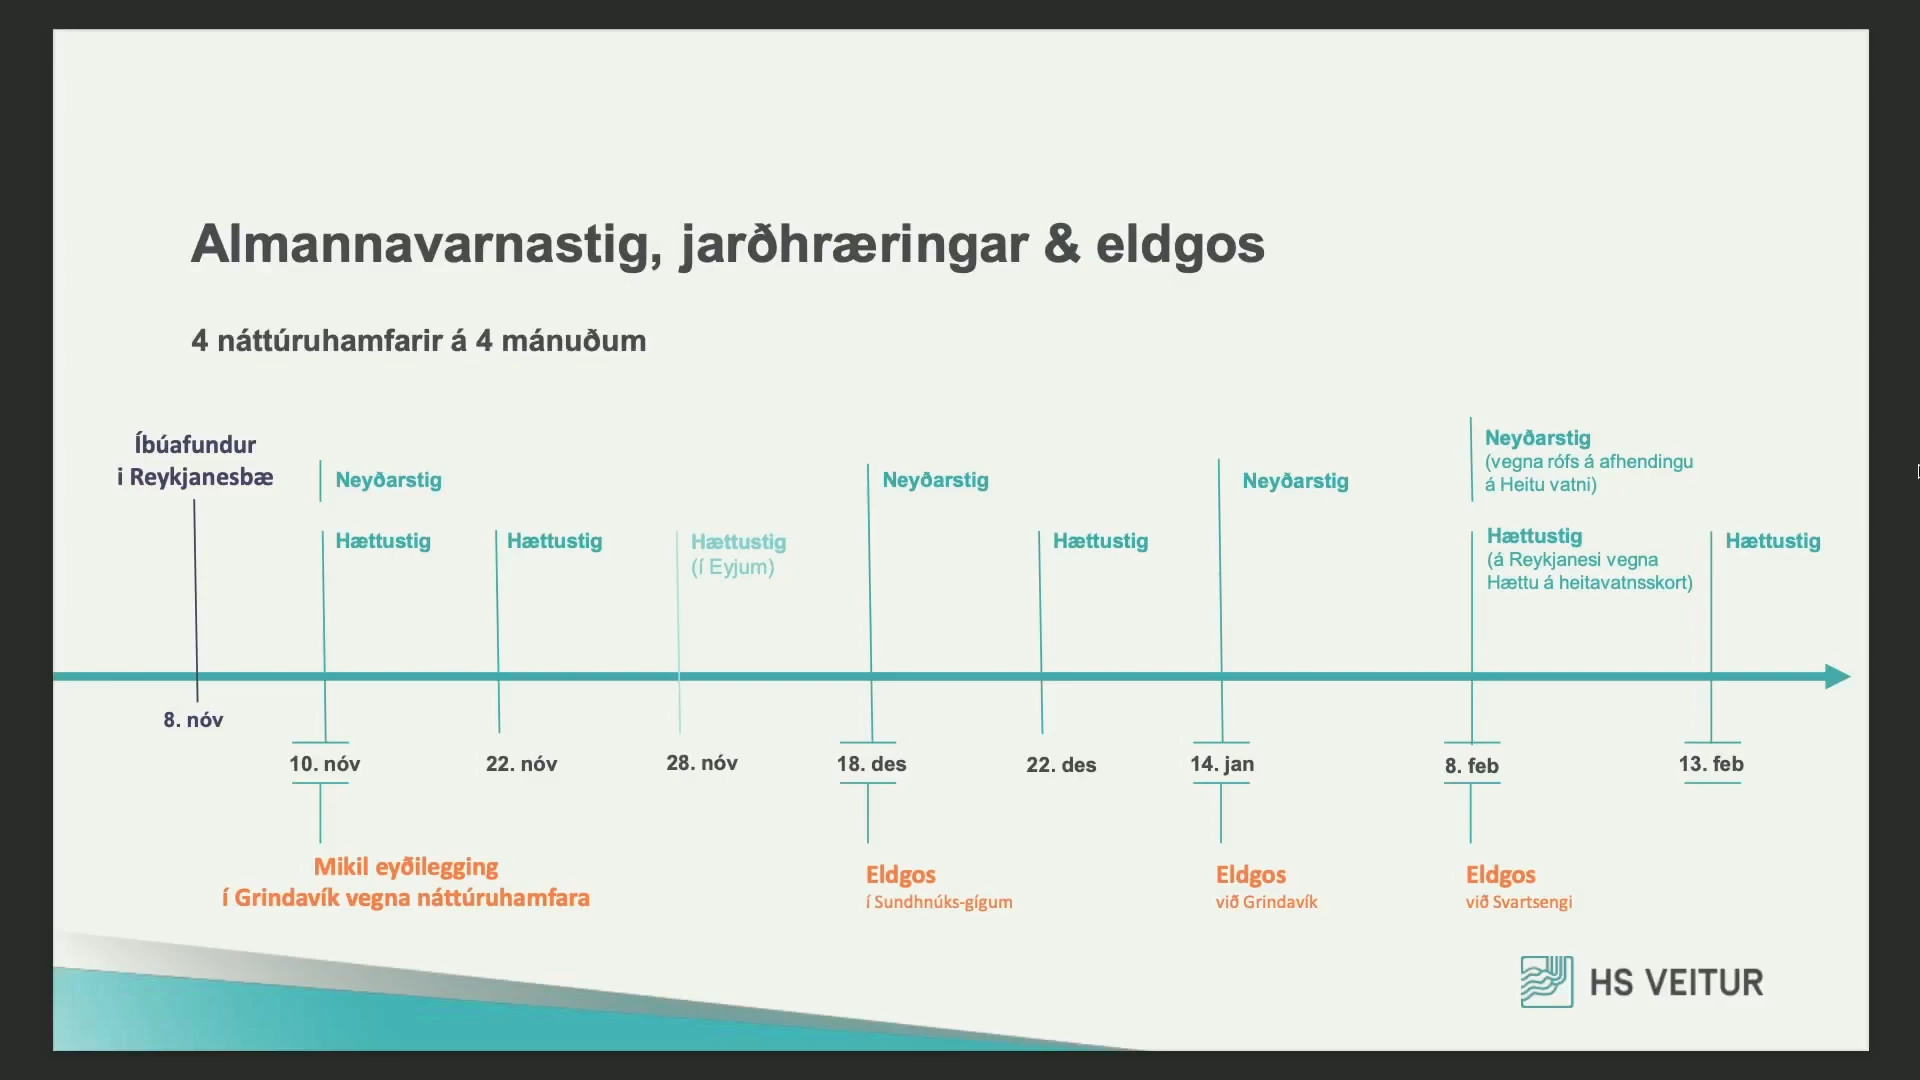 Almannavarnastig, jarðhræringar & eldgos
4 náttúruhamfarir á 4 mánuðum
Íbúafundur
i Reykjanesbæ
8. nóv
Neyðarstig
Hættustig
10. nóv
Mikil eyðilegging
í Grindavík vegna náttúruhamfara
Hættustig
22. nóv
Hættustig
(í Eyjum)
28. nóv
Neyðarstig
18. des
Eldgos
í Sundhnúks-gígum
Hættustig
22. des
Neyðarstig
14. jan
Eldgos
við Grindavík
Neyðarstig
(vegna rófs á afhendingu
á Heitu vatni)
Hættustig
(á Reykjanesi vegna
Hættu á heitavatnsskort)
8. feb
Eldgos
við Svartsengi
Hættustig
13. feb
HS VEITUR